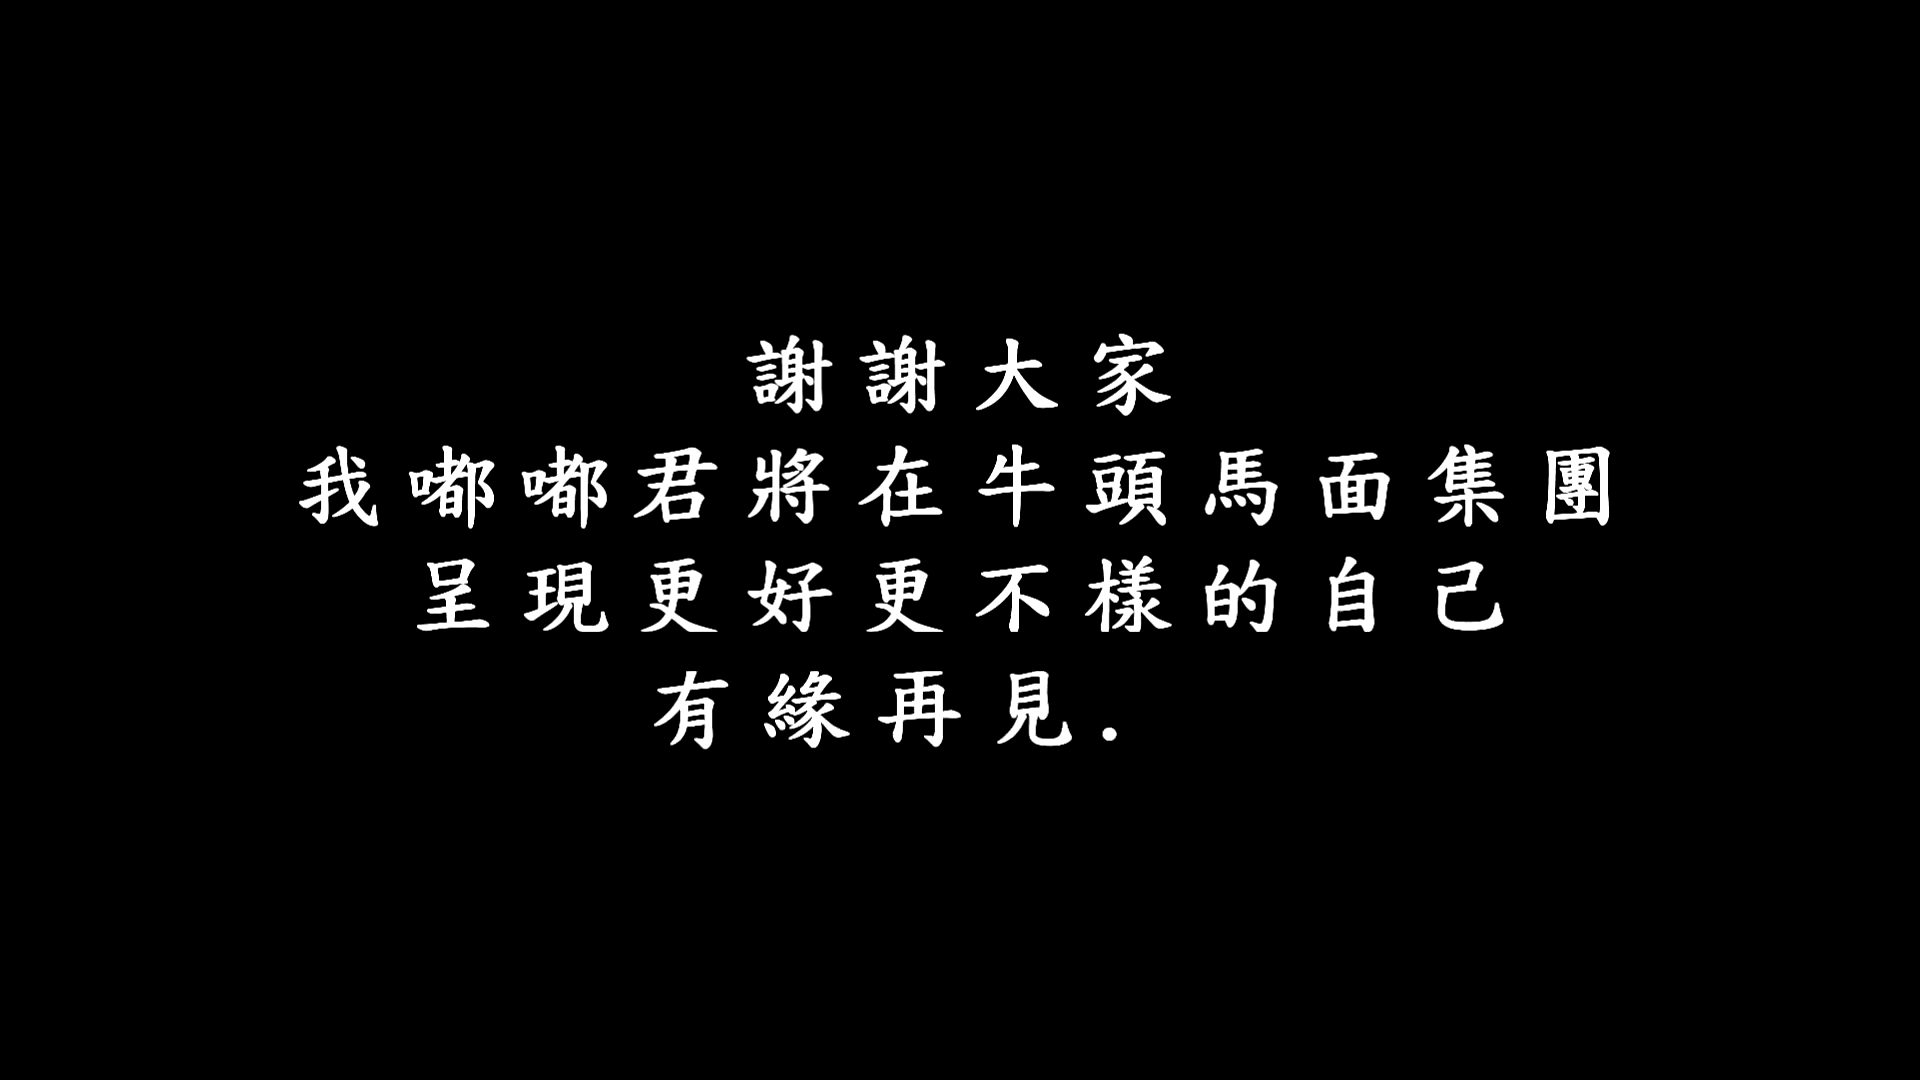 謝謝大家
我嘟嘟君將在牛頭馬面集團
呈現更好更不樣的自己
有緣再見.